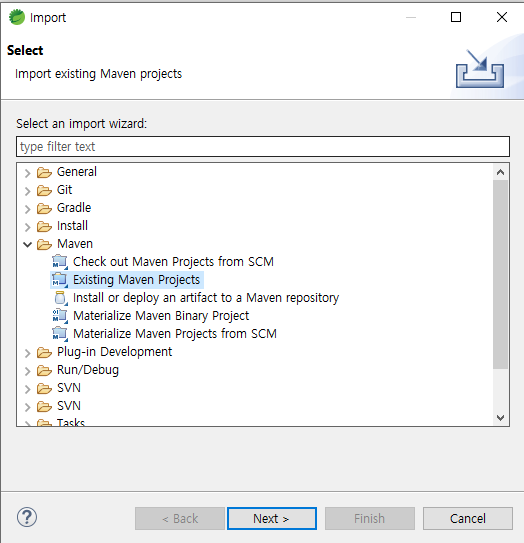 Import
Select
Import existing Maven projects
Select an import wizard:
type filter text
General
Git
Gradle
Install
Maven
Check out Maven Projects from SCM
Existing Maven Projects
Install or deploy an artifact to a Maven repository
Materialize Maven Binary Project
Materialize Maven Projects from SCM
Plug-in Development
Run/Debug
SVN
SVN
Tasks
< Back Next > Finish Cancel